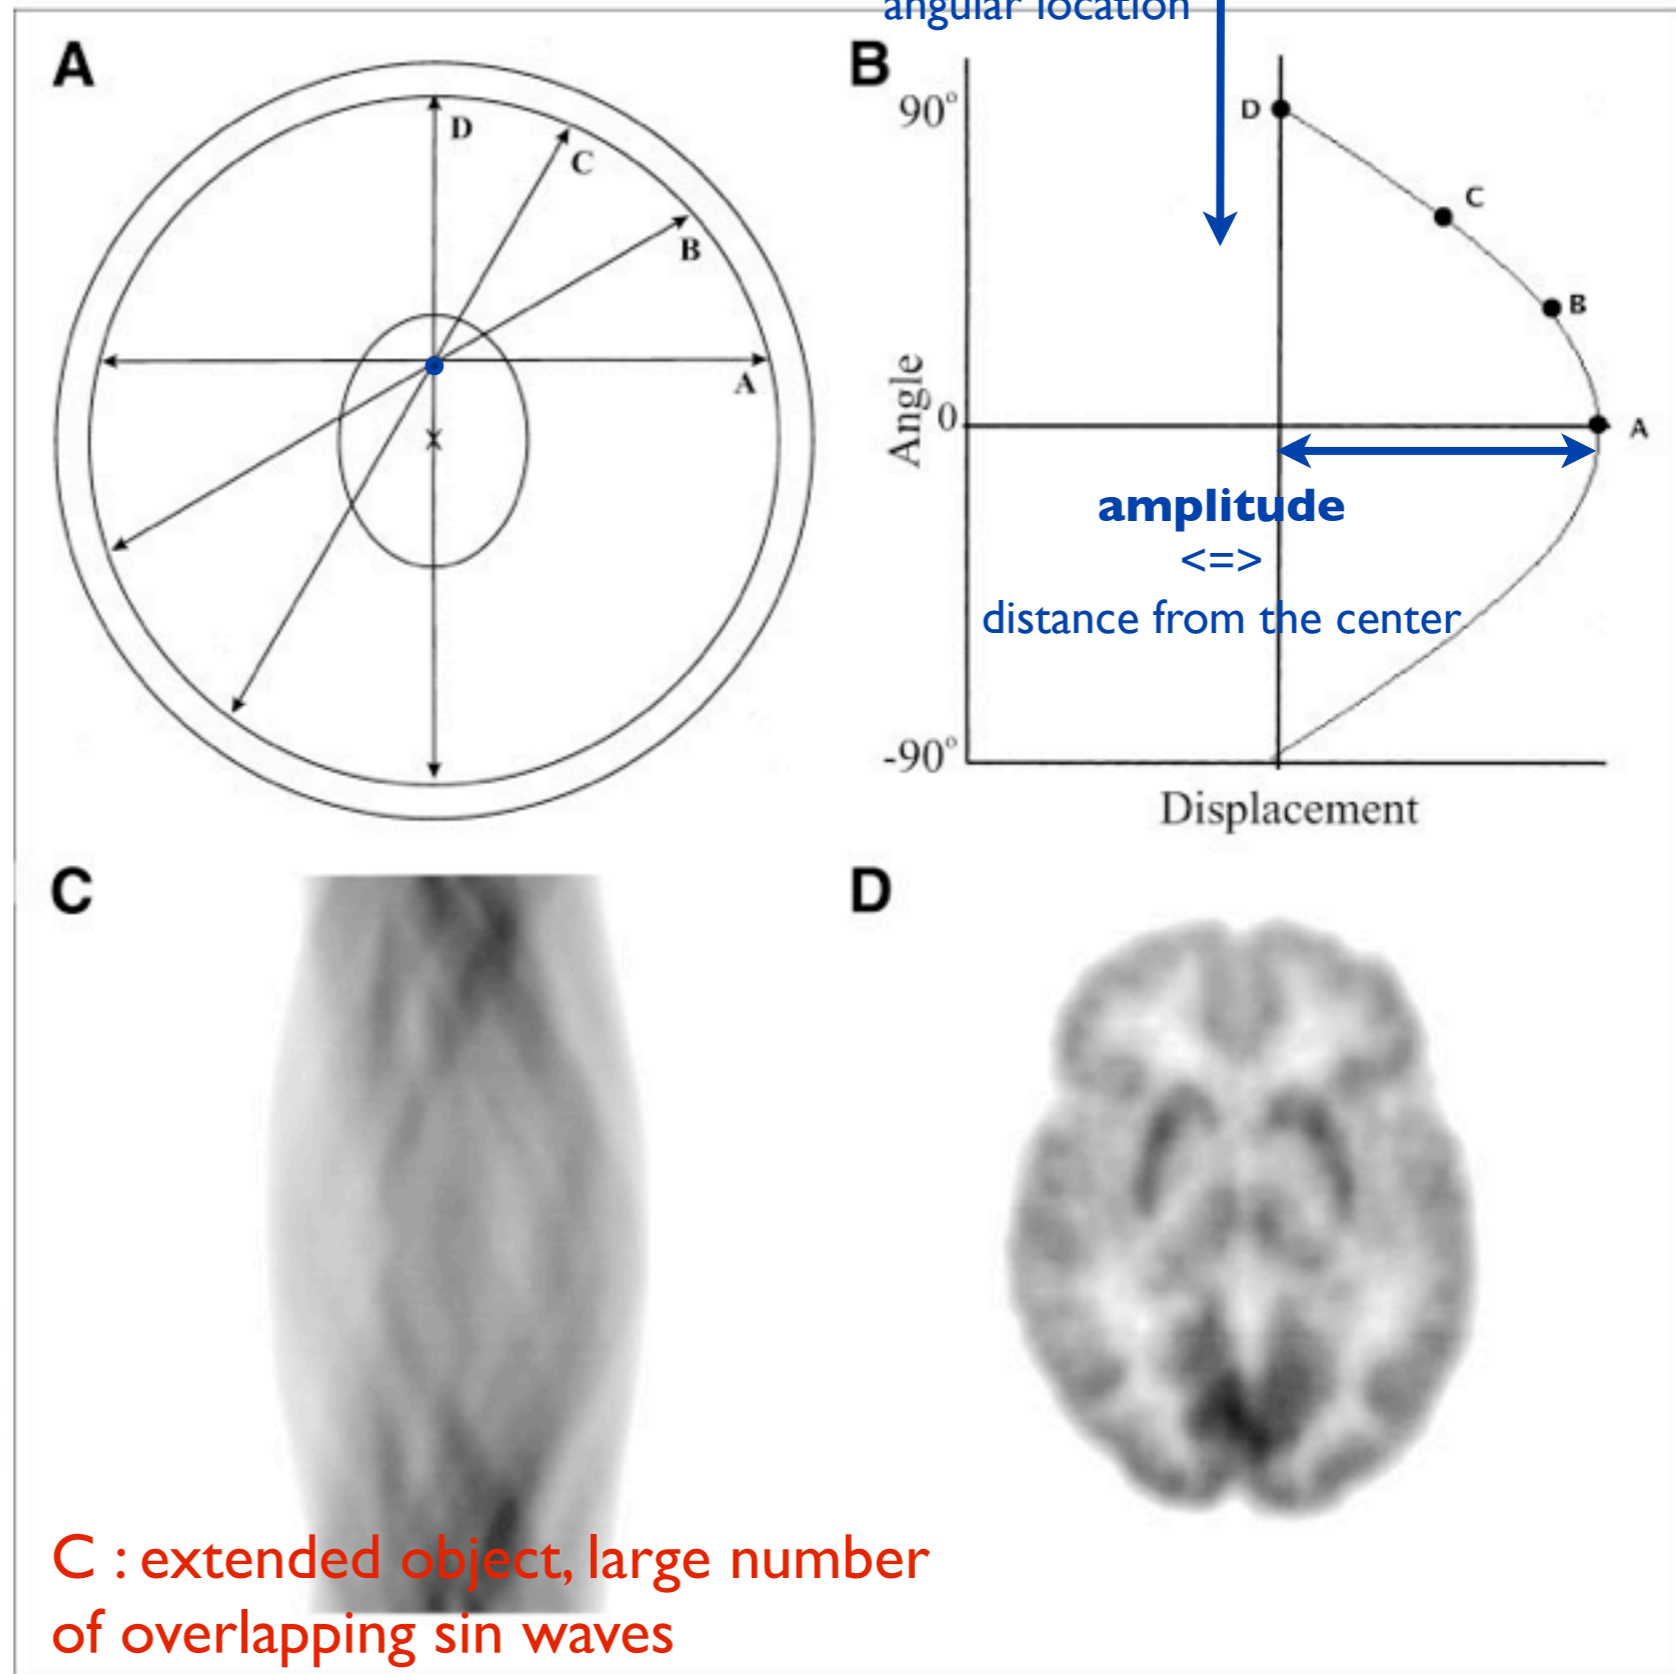 angular location
A
B
D
C
B
A
90°
D
C
B
Angle
0
A
amplitude
<=>
distance from the center
-90°
Displacement
C
D
C : extended object, large number
of overlapping sin waves